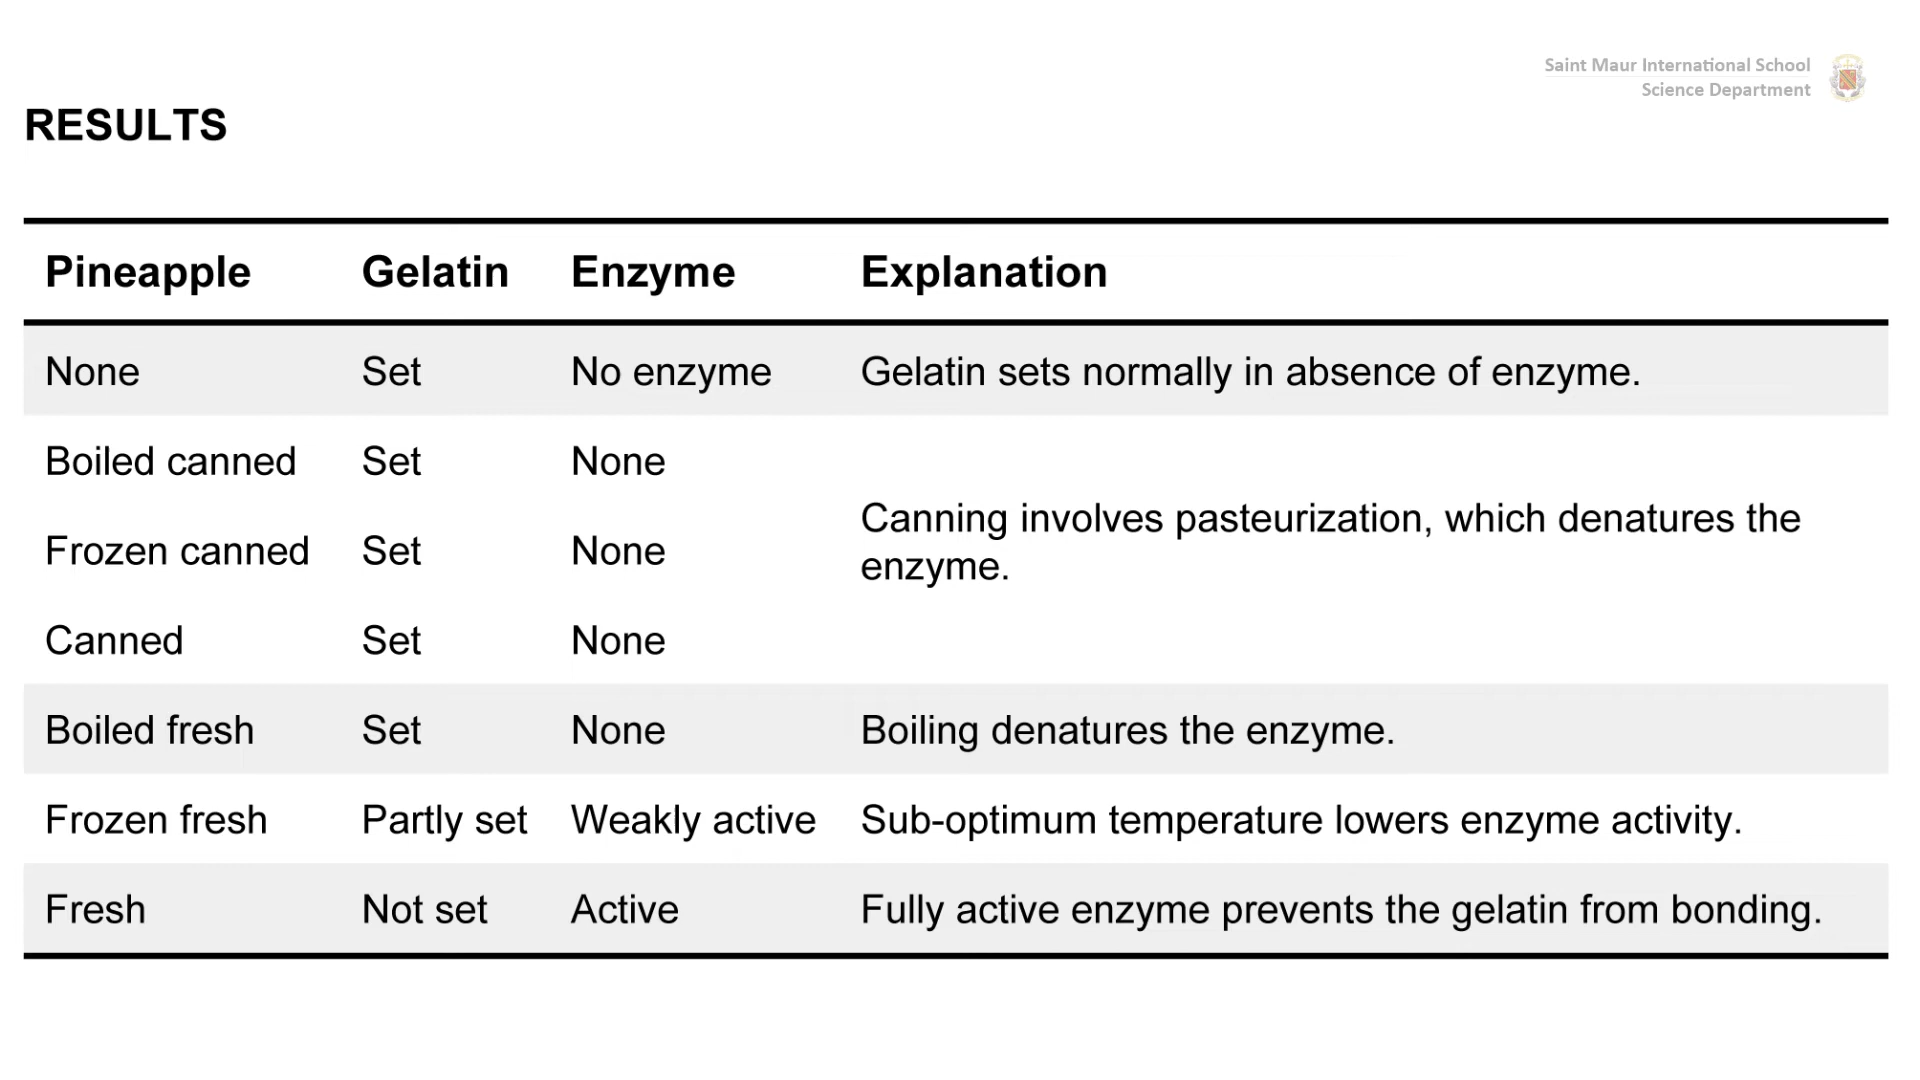 Saint Maur International School
Science Department
RESULTS
Pineapple Gelatin Enzyme Explanation
None Set No enzyme Gelatin sets normally in absence of enzyme.
Boiled canned Set None
Canning involves pasteurization, which denatures the
Frozen canned Set None
enzyme.
Canned Set None
Boiled fresh Set None Boiling denatures the enzyme.
Frozen fresh Partly set Weakly active Sub-optimum temperature lowers enzyme activity.
Fresh Not set Active Fully active enzyme prevents the gelatin from bonding.